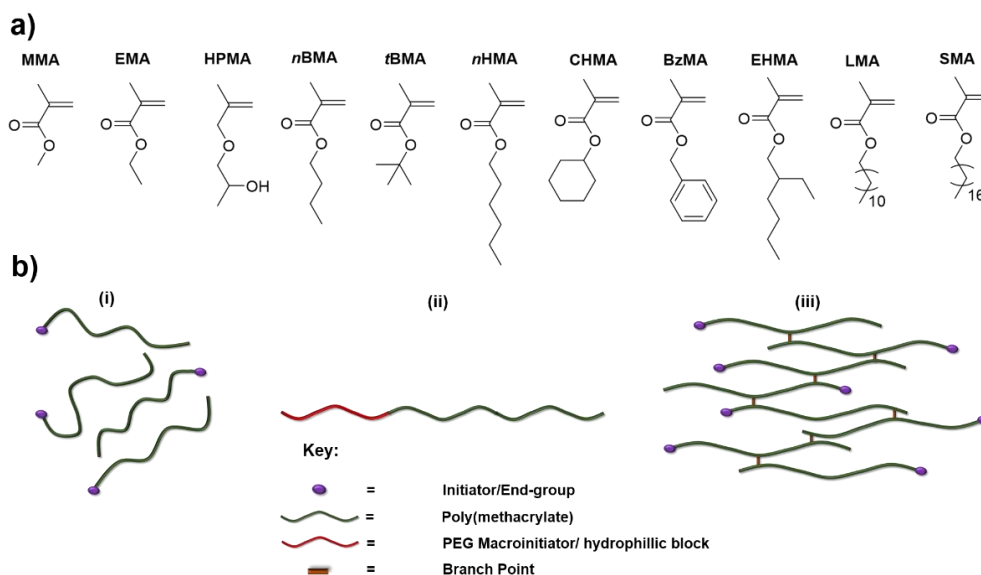 a)
MMA EMA HPMA nBMA tBMA nHMA CHMA BzMA EHMA LMA SMA
O O O O O O O O O O
O O O O O O O O O O O
OH
10 16
b)
(i) (ii) (iii)
Key:
= Initiator/End-group
= Poly(methacrylate)
= PEG Macroinitiator/ hydrophillic block
= Branch Point